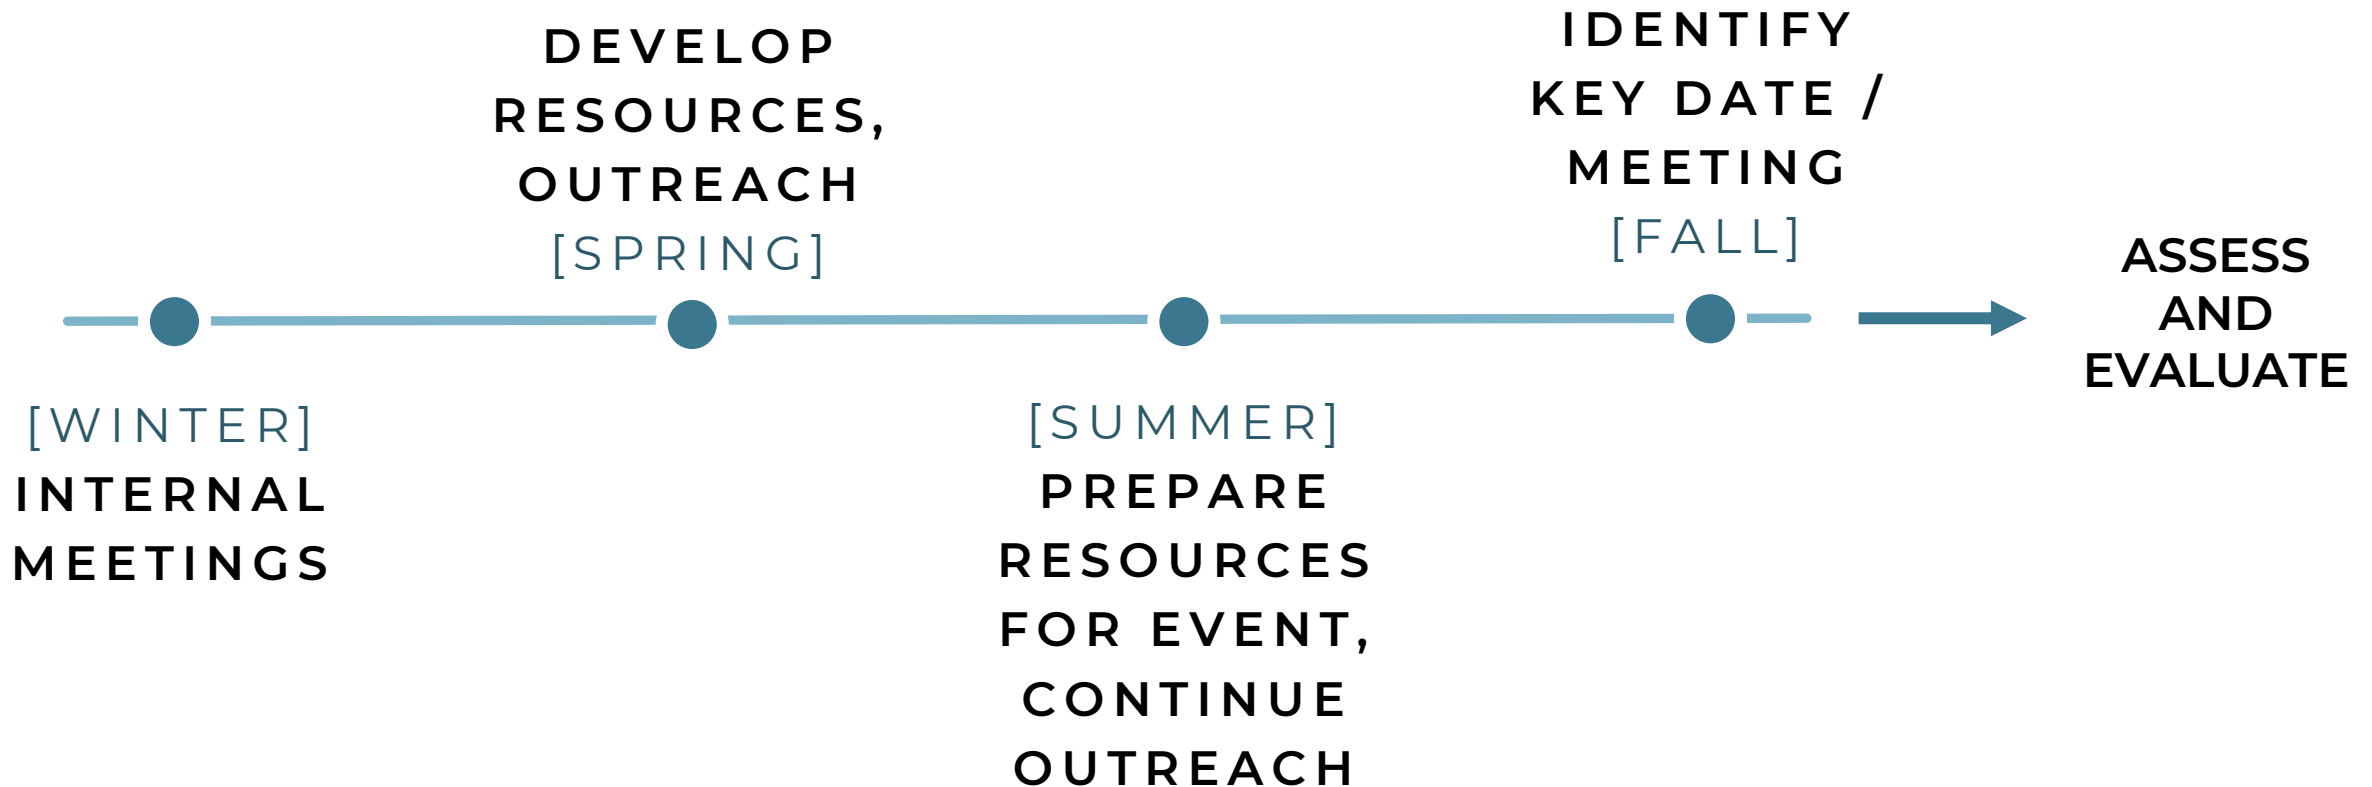 [WINTER]
INTERNAL
MEETINGS
DEVELOP
RESOURCES,
OUTREACH
[SPRING]
[SUMMER]
PREPARE
RESOURCES
FOR EVENT,
CONTINUE
OUTREACH
IDENTIFY
KEY DATE /
MEETING
[FALL]
ASSESS
AND
EVALUATE